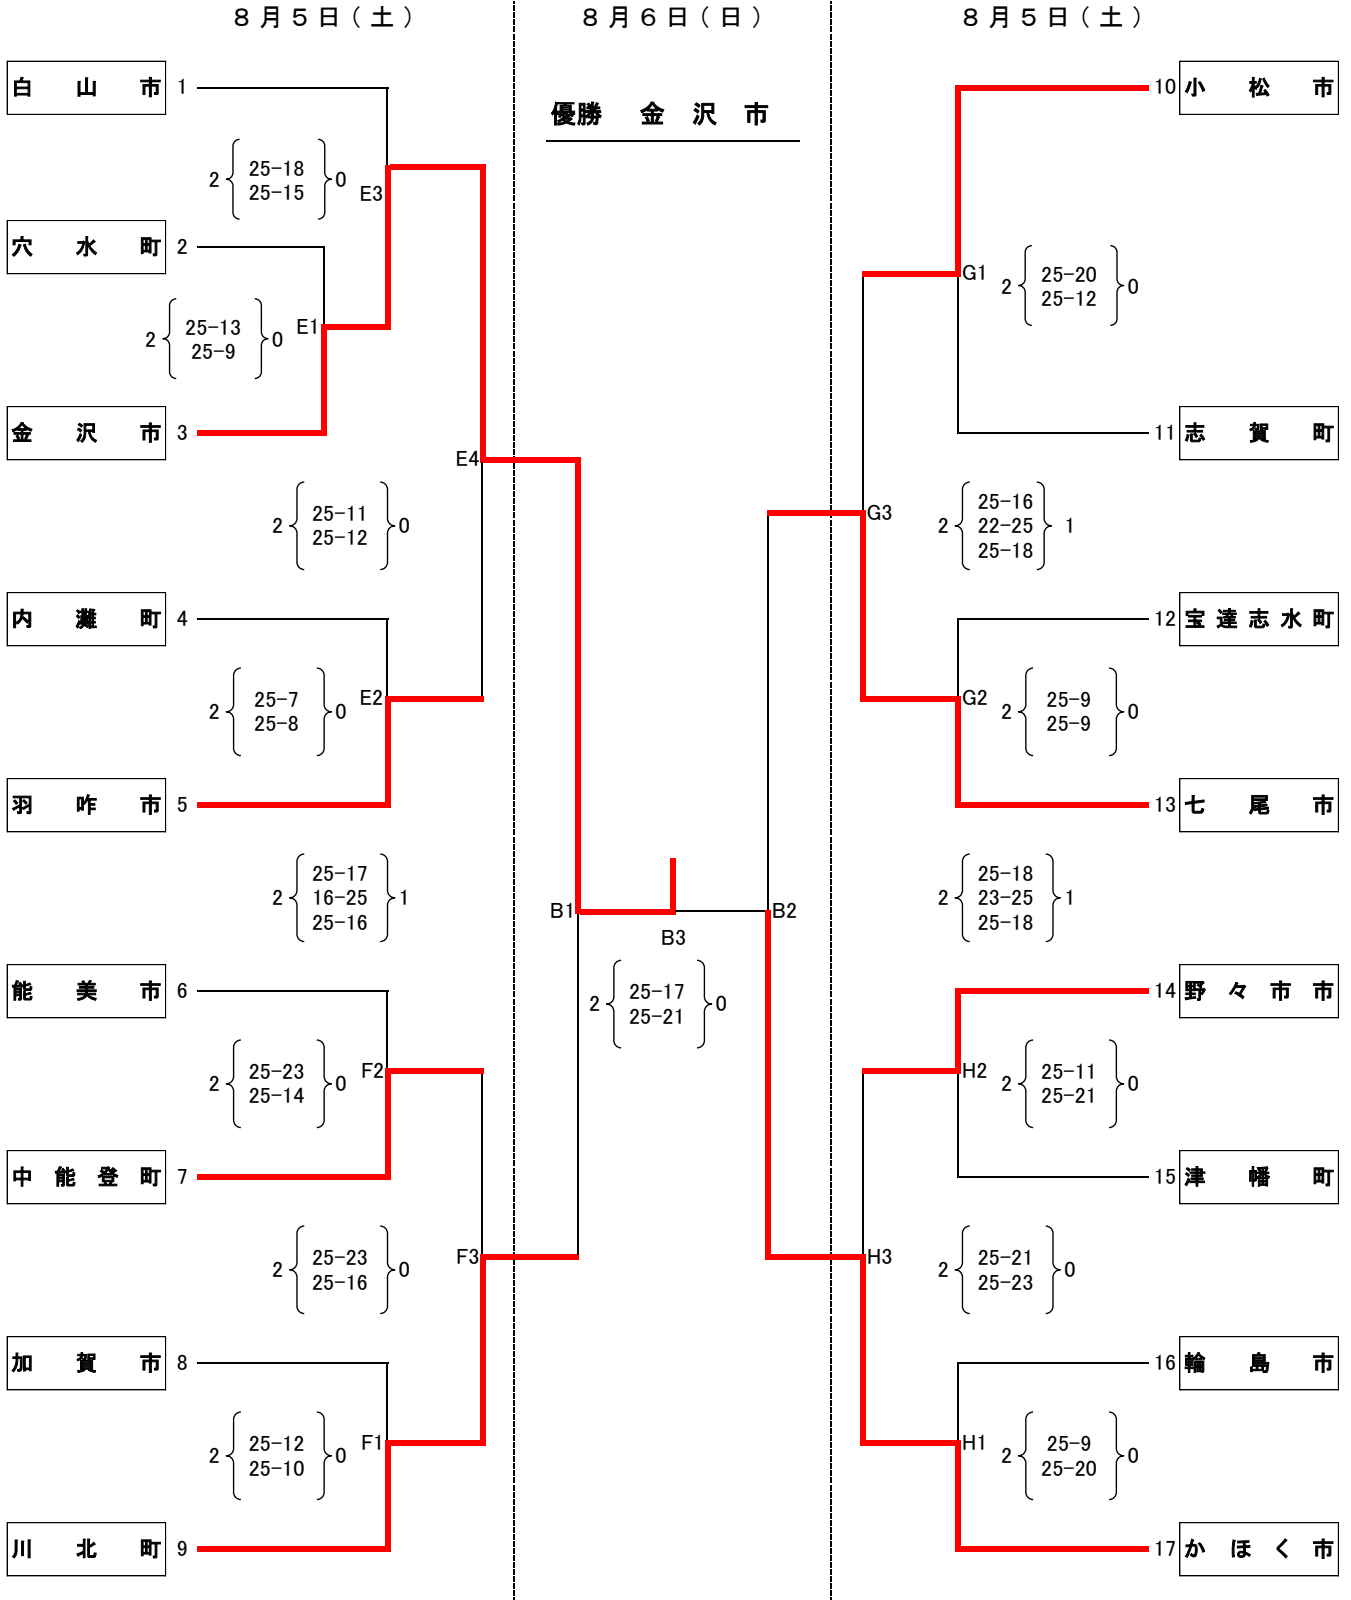 8月5日(土)
8月6日(日)
8月5日(土)
優勝 金沢市
白山市 1
2 25-18 0
25-15
E3
穴水町 2
2 25-13 0
25-9
E1
金沢市 3
E4
2 25-11 0
25-12
内灘町 4
2 25-7 0
25-8
E2
羽咋市 5
2 25-17 1
16-25
25-16
B1
能美市 6
2 25-23 0
25-14
F2
中能登町 7
2 25-23 0
25-16
F3
加賀市 8
2 25-12 0
25-10
F1
川北町 9
B3
2 25-17 0
25-21
10 小松市
G1
2 25-20 0
25-12
11 志賀町
G3
2 25-16 1
22-25
25-18
12 宝達志水町
G2
2 25-9 0
25-9
13 七尾市
B2
2 25-18 1
23-25
25-18
14 野々市市
H2
2 25-11 0
25-21
15 津幡町
H3
2 25-21 0
25-23
16 輪島市
H1
2 25-9 0
25-20
17 かほく市